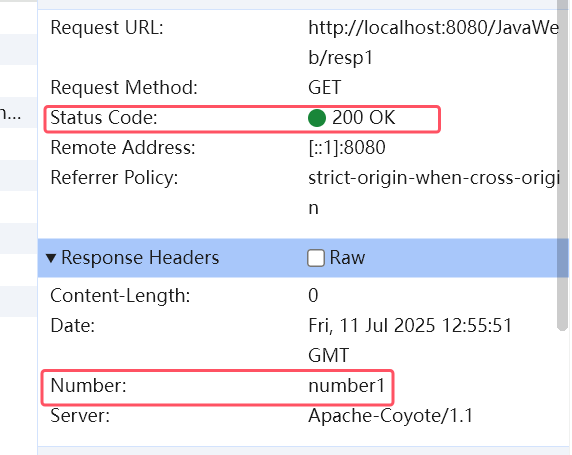 Request URL: http://localhost:8080/JavaWe
b/resp1
Request Method: GET
n...
Status Code: 200 OK
Remote Address: [::1]:8080
Referrer Policy: strict-origin-when-cross-origi
n
Response Headers Raw
Content-Length: 0
Date: Fri, 11 Jul 2025 12:55:51
GMT
Number: number1
Server: Apache-Coyote/1.1